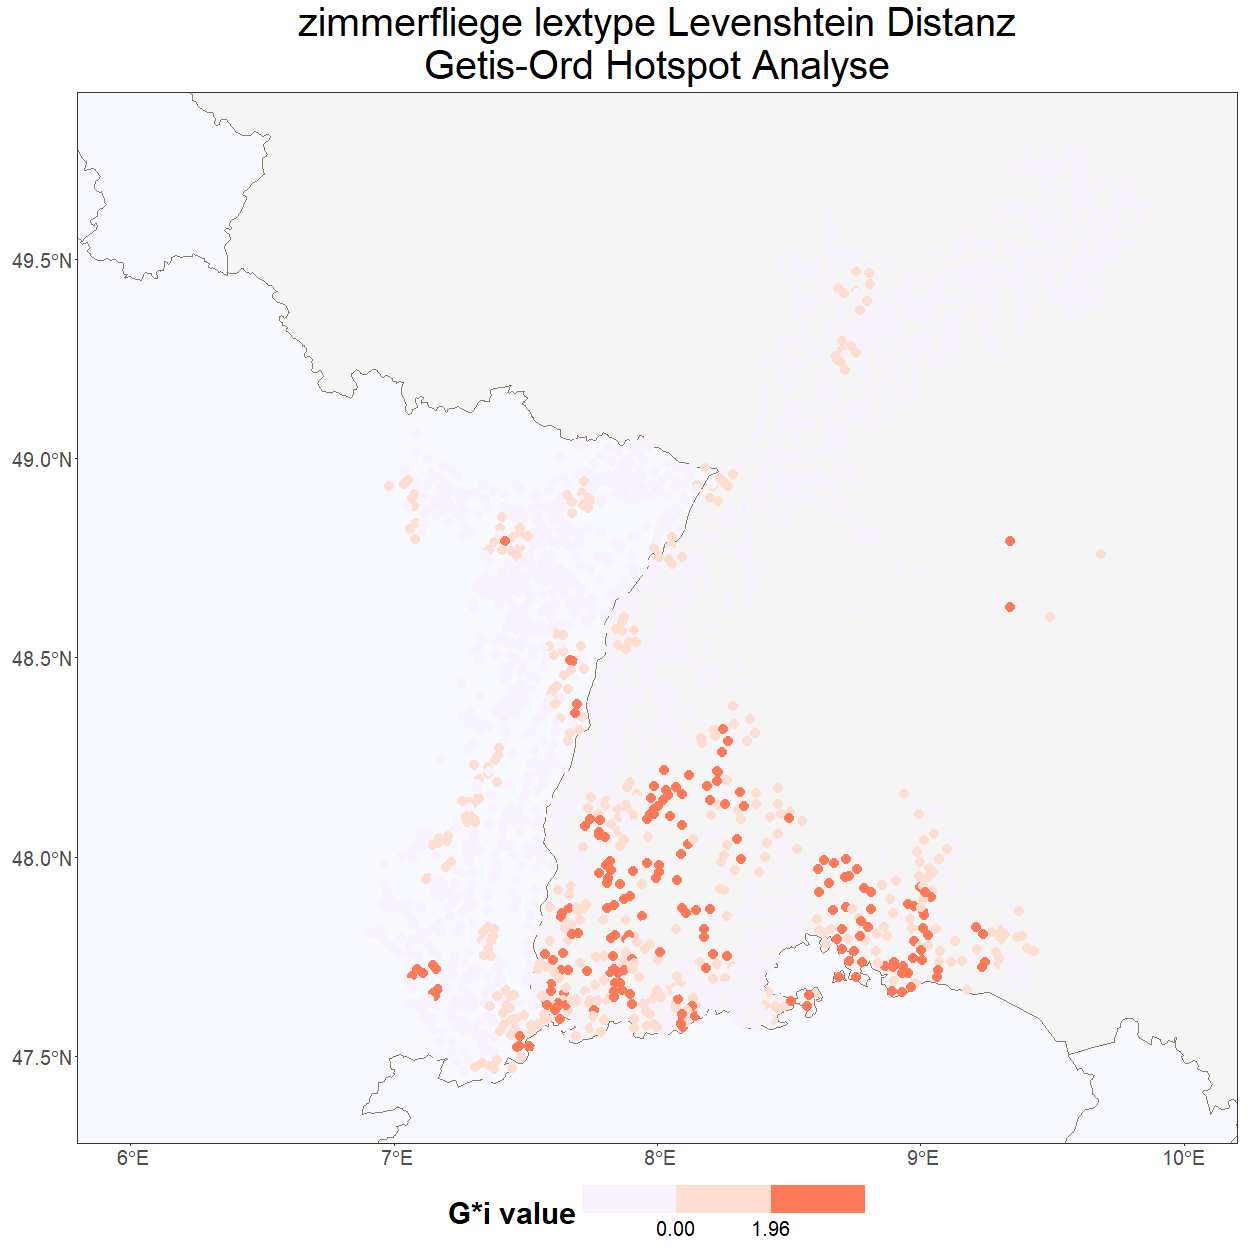 zimmerfliege lextype Levenshtein Distanz
Getis-Ord Hotspot Analyse
49.5°N
49.0°N
48.5°N
48.0°N
47.5°N
6°E 7°E 8°E 9°E 10°E
G*i value
0.00 1.96